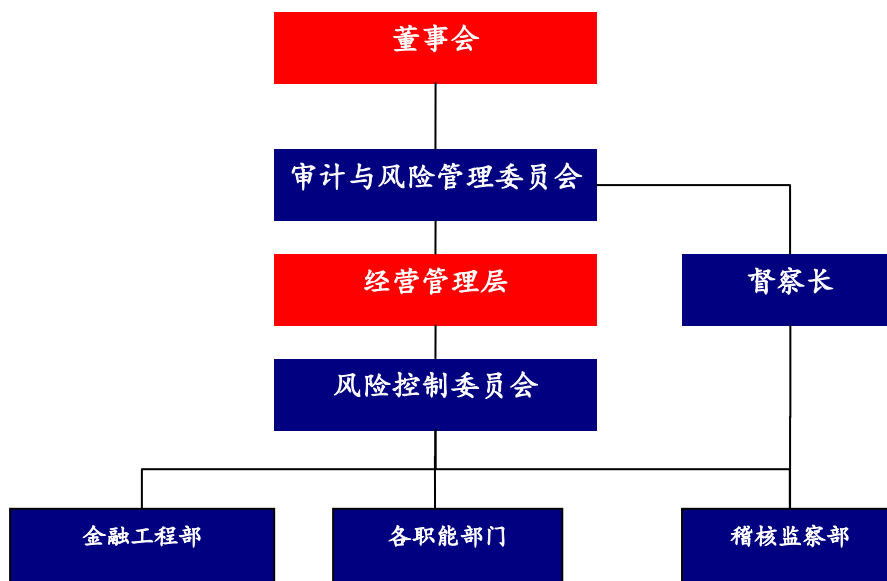 董事会
审计与风险管理委员会
经营管理层
督察长
风险控制委员会
金融工程部
各职能部门
稽核监察部